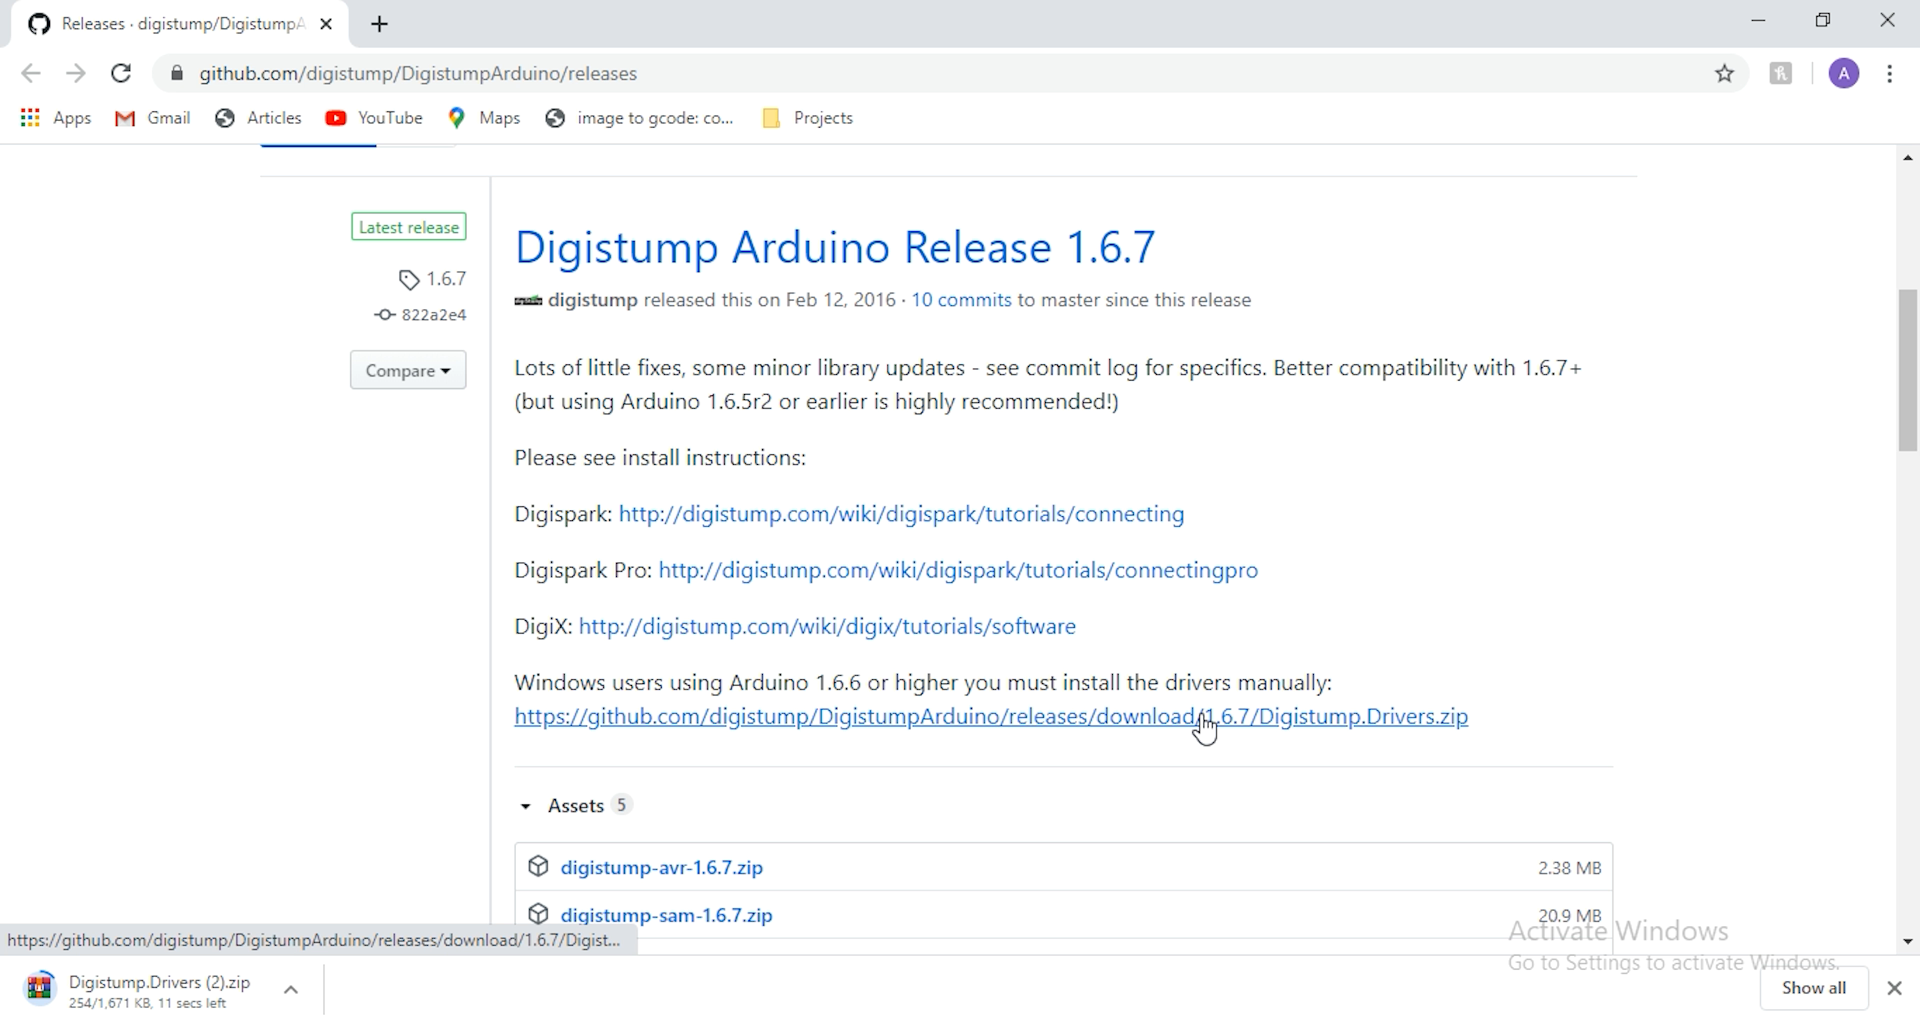 Releases · digistump/DigistumpA
github.com/digistump/DigistumpArduino/releases
A
Apps
Gmail
Articles
YouTube
Maps
image to gcode: co...
Projects
Latest release
1.6.7
822a2e4
Compare
Digistump Arduino Release 1.6.7
digistump released this on Feb 12, 2016 · 10 commits to master since this release
Lots of little fixes, some minor library updates - see commit log for specifics. Better compatibility with 1.6.7+
(but using Arduino 1.6.5r2 or earlier is highly recommended!)
Please see install instructions:
Digispark: http://digistump.com/wiki/digispark/tutorials/connecting
Digispark Pro: http://digistump.com/wiki/digispark/tutorials/connectingpro
DigiX: http://digistump.com/wiki/digix/tutorials/software
Windows users using Arduino 1.6.6 or higher you must install the drivers manually:
https://github.com/digistump/DigistumpArduino/releases/download/1.6.7/Digistump.Drivers.zip
Assets 5
digistump-avr-1.6.7.zip 2.38 MB
digistump-sam-1.6.7.zip 20.9 MB
Activate Windows
Go to Settings to activate Windows.
https://github.com/digistump/DigistumpArduino/releases/download/1.6.7/Digist...
Digistump.Drivers (2).zip
254/1,671 KB, 11 secs left
Show all